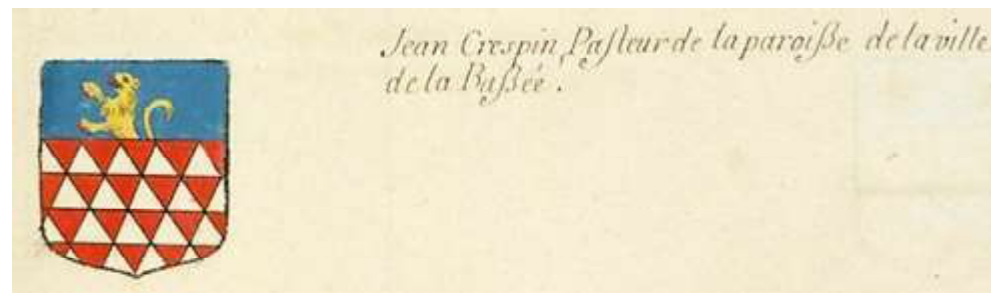 Jean Crespin, Pasteur de la paroisse de la ville
de la Bassée.